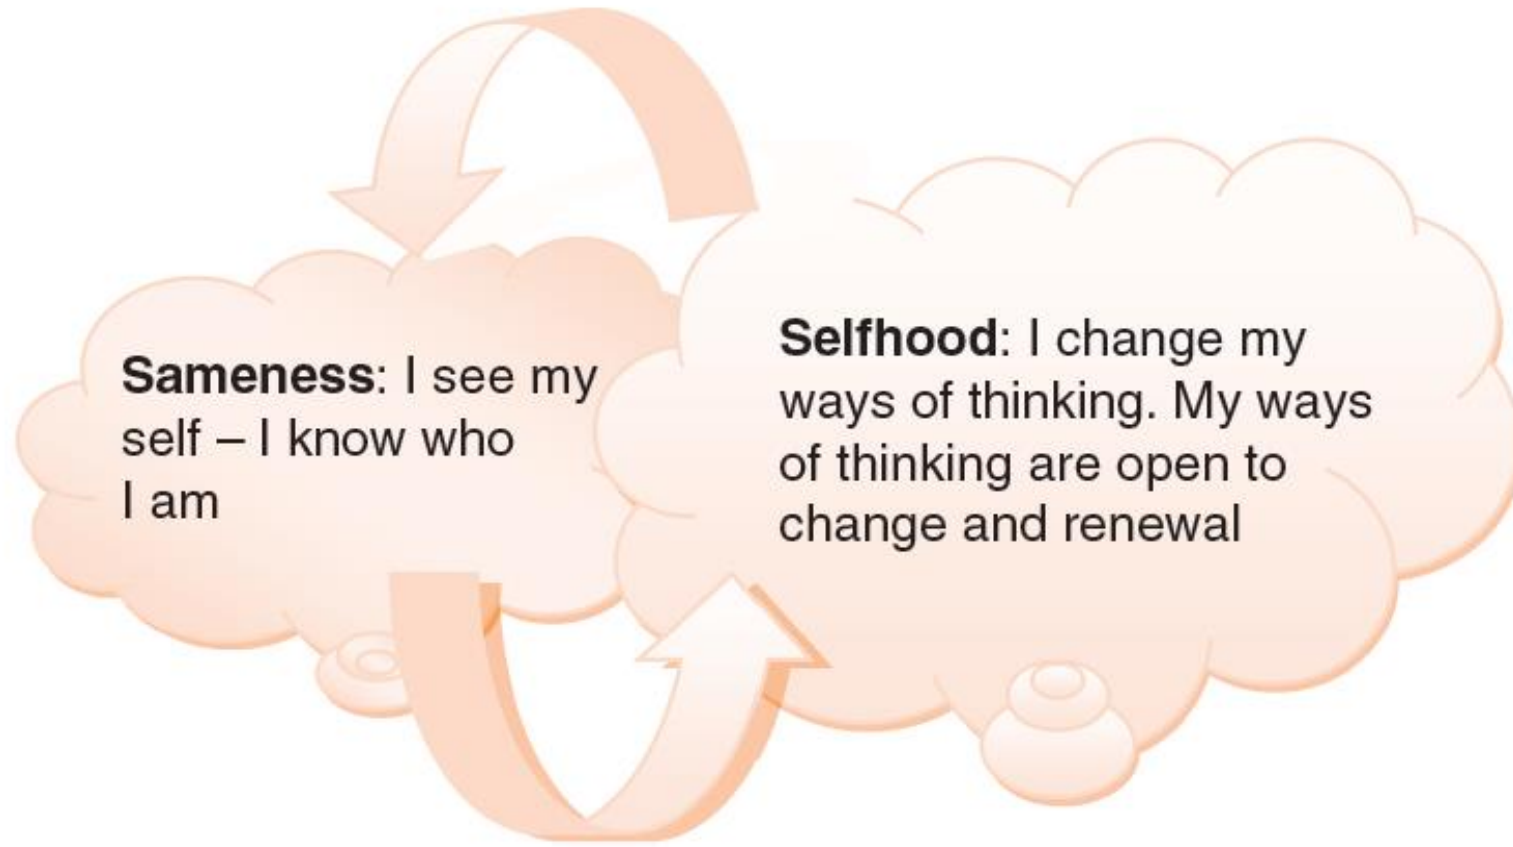 Sameness: I see my
self – I know who
I am
Selfhood: I change my
ways of thinking. My ways
of thinking are open to
change and renewal